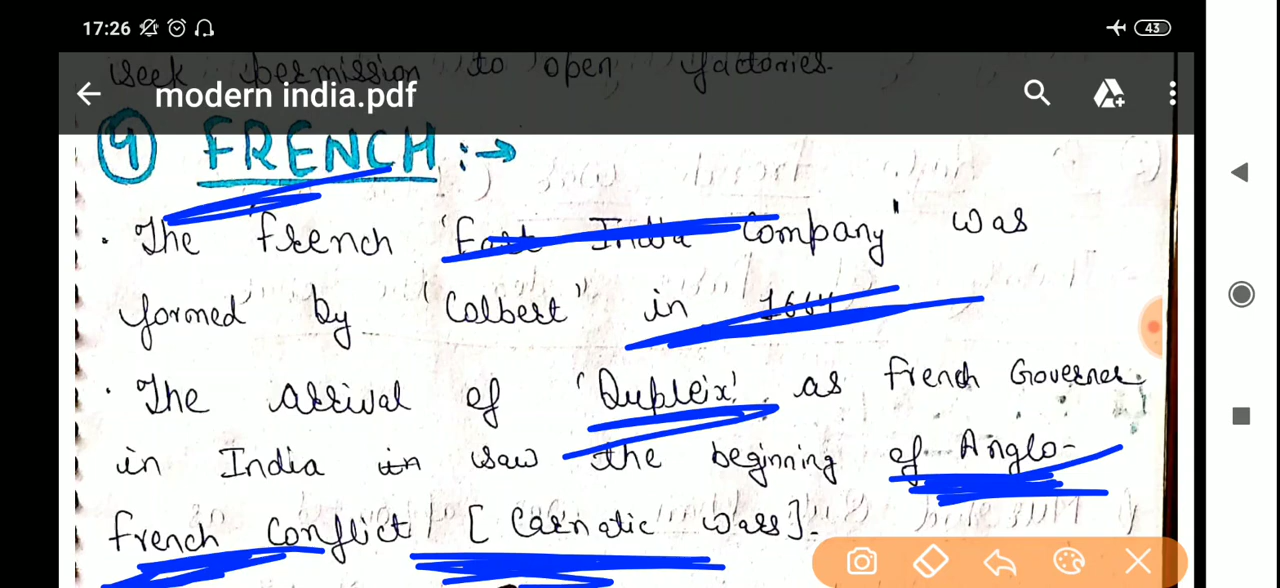 17:26
43
seek permission to open factories.
modern india.pdf
4 FRENCH :→
· The French 'East India Company" was
formed by "Colbert" in 1664
· The arrival of 'Dupleix' as French Governer
in India in saw the beginning of Anglo-
French Conflict [Carnatic wars].